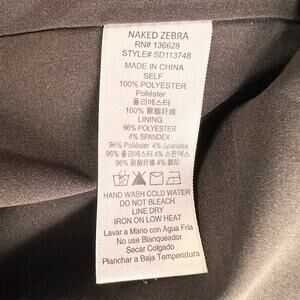 NAKED ZEBRA
RN# 136628
STYLE# SD113748
MADE IN CHINA
SELF
100% POLYESTER
Poliéster
폴리에스터
100% 聚酯纤维
LINING
96% POLYESTER
4% SPANDEX
96% Poliéster 4% Spandex
96% 폴리에스터 4% 스판덱스
96% 聚酯纤维 4%
HAND WASH COLD WATER
DO NOT BLEACH
LINE DRY
IRON ON LOW HEAT
Lavar a Mano con Agua Fria
No use Blanqueador
Secar Colgado
Planchar a Baja Temperatura